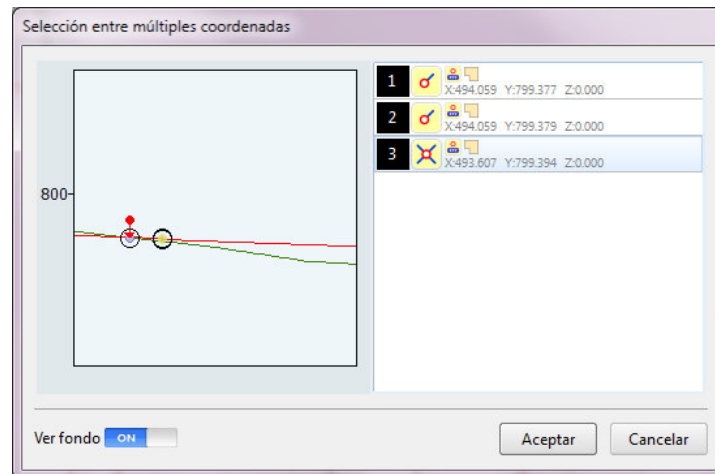 Selección entre múltiples coordenadas
800
1
X:494.059 Y:799.377 Z:0.000
2
X:494.059 Y:799.379 Z:0.000
3
X:493.607 Y:799.394 Z:0.000
Ver fondo ON
Aceptar Cancelar